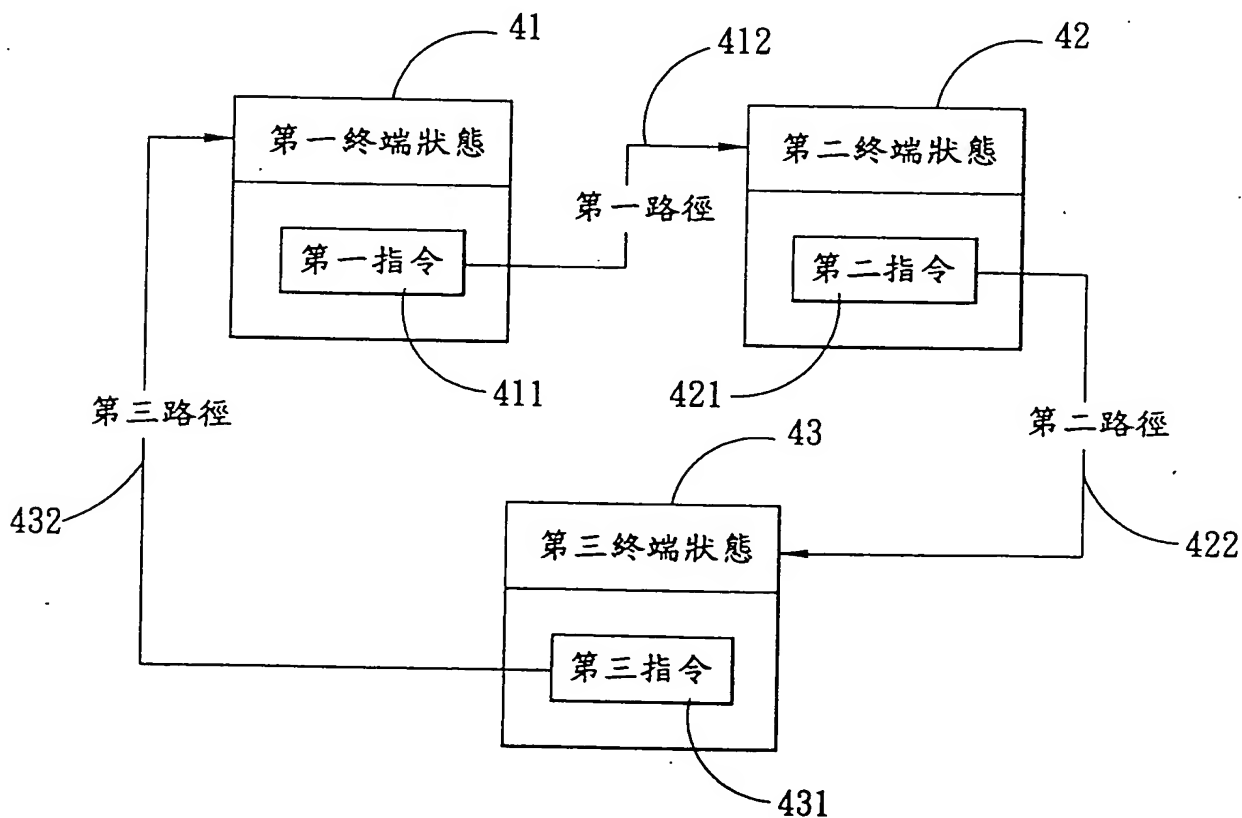 41
412
42
第一終端狀態
第二終端狀態
第一路徑
第一指令
第二指令
411
421
第三路徑
第二路徑
43
432
422
第三終端狀態
第三指令
431